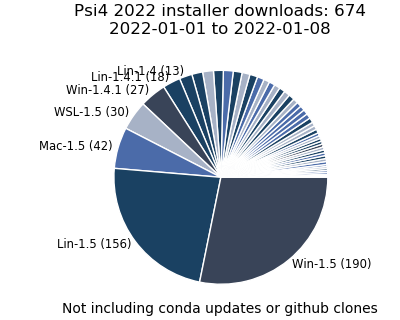 Psi4 2022 installer downloads: 674
2022-01-01 to 2022-01-08
Lin-1.4 (13)
Lin-1.4.1 (18)
Win-1.4.1 (27)
WSL-1.5 (30)
Mac-1.5 (42)
Lin-1.5 (156)
Win-1.5 (190)
Not including conda updates or github clones